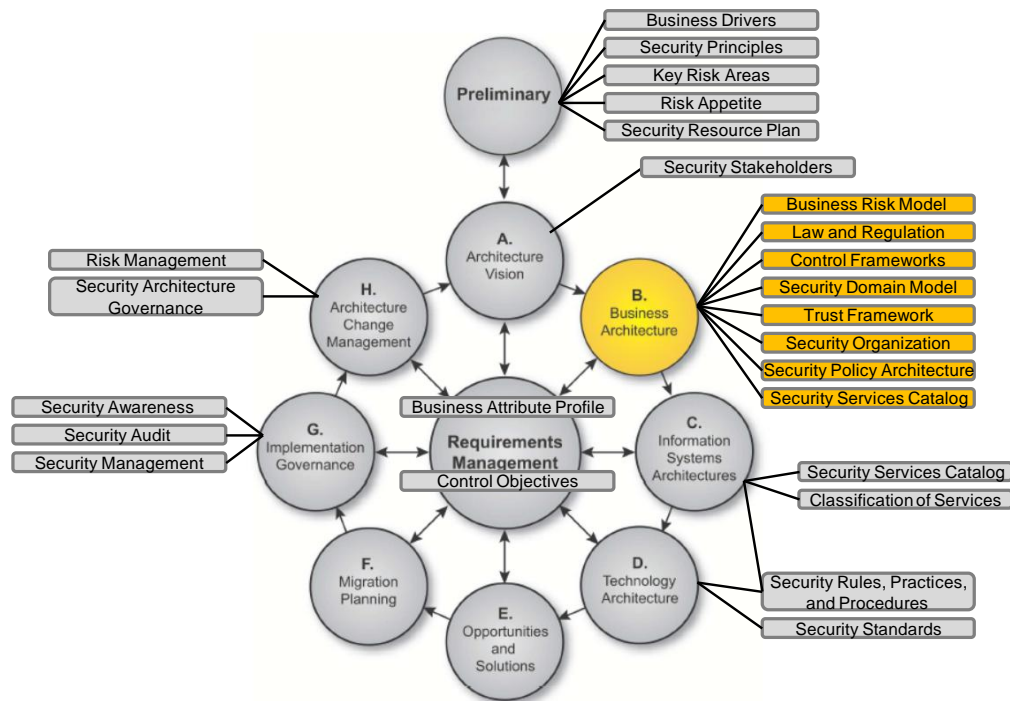 Business Drivers
Security Principles
Key Risk Areas
Risk Appetite
Security Resource Plan
Preliminary
Security Stakeholders
A.
Architecture
Vision
Business Risk Model
Law and Regulation
Control Frameworks
Security Domain Model
Trust Framework
Security Organization
Security Policy Architecture
Security Services Catalog
B.
Business
Architecture
Risk Management
Security Architecture
Governance
H.
Architecture
Change
Management
Security Awareness
Security Audit
Security Management
G.
Implementation
Governance
Business Attribute Profile
Requirements
Management
Control Objectives
C.
Information
Systems
Architectures
Security Services Catalog
Classification of Services
Security Rules, Practices,
and Procedures
Security Standards
F.
Migration
Planning
D.
Technology
Architecture
E.
Opportunities
and
Solutions